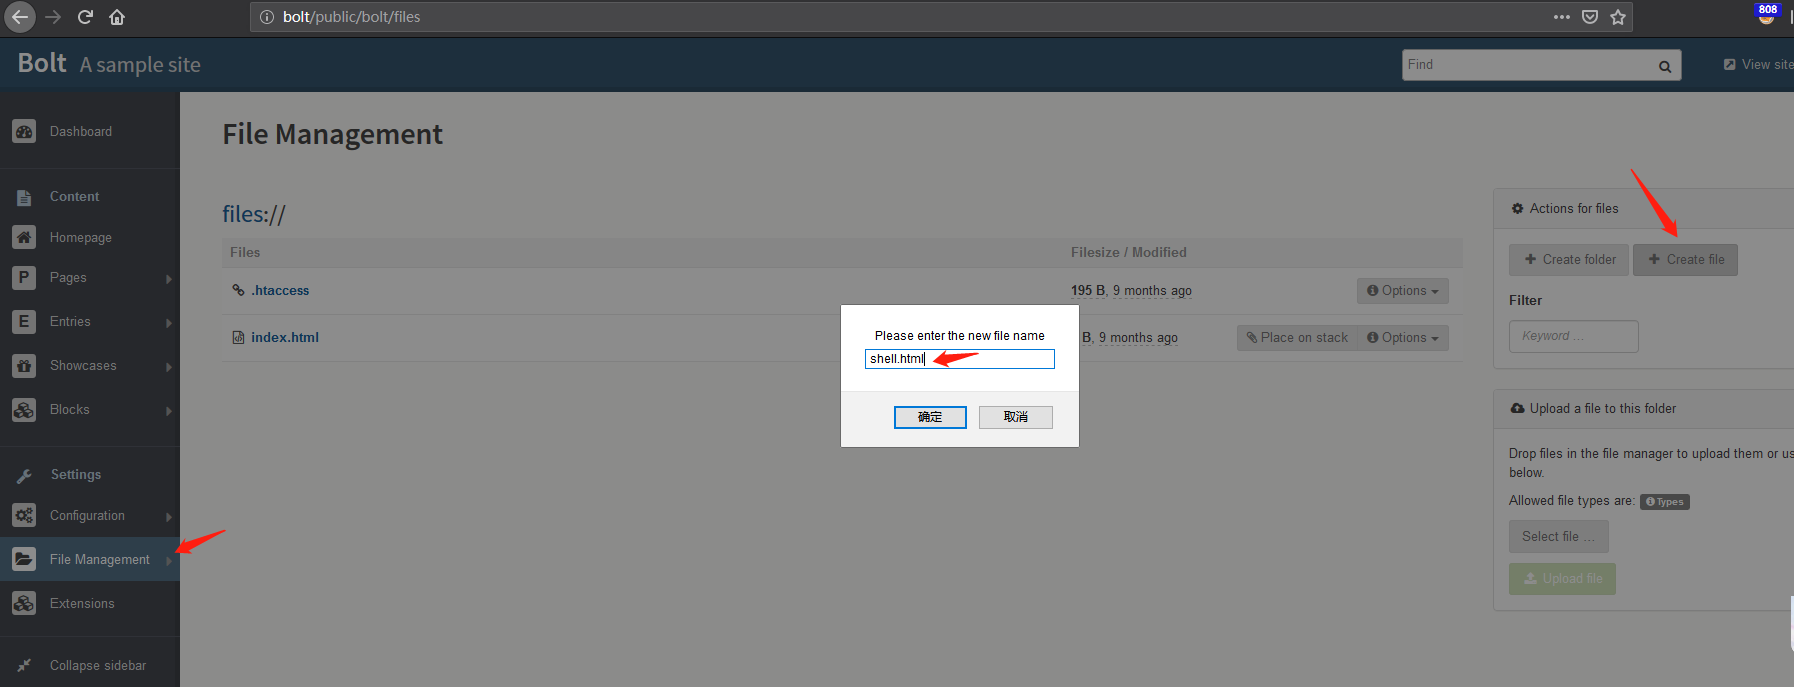 bolt/public/bolt/files
808
Bolt A sample site
Find
View site
Dashboard
Content
Homepage
Pages
Entries
Showcases
Blocks
Settings
Configuration
File Management
Extensions
Collapse sidebar
File Management
files://
Files Filesize / Modified
.htaccess 195 B, 9 months ago Options
index.html B, 9 months ago Place on stack Options
Please enter the new file name
shell.html
确定 取消
Actions for files
Create folder Create file
Filter
Keyword ...
Upload a file to this folder
Drop files in the file manager to upload them or us
below.
Allowed file types are: Types
Select file ...
Upload file